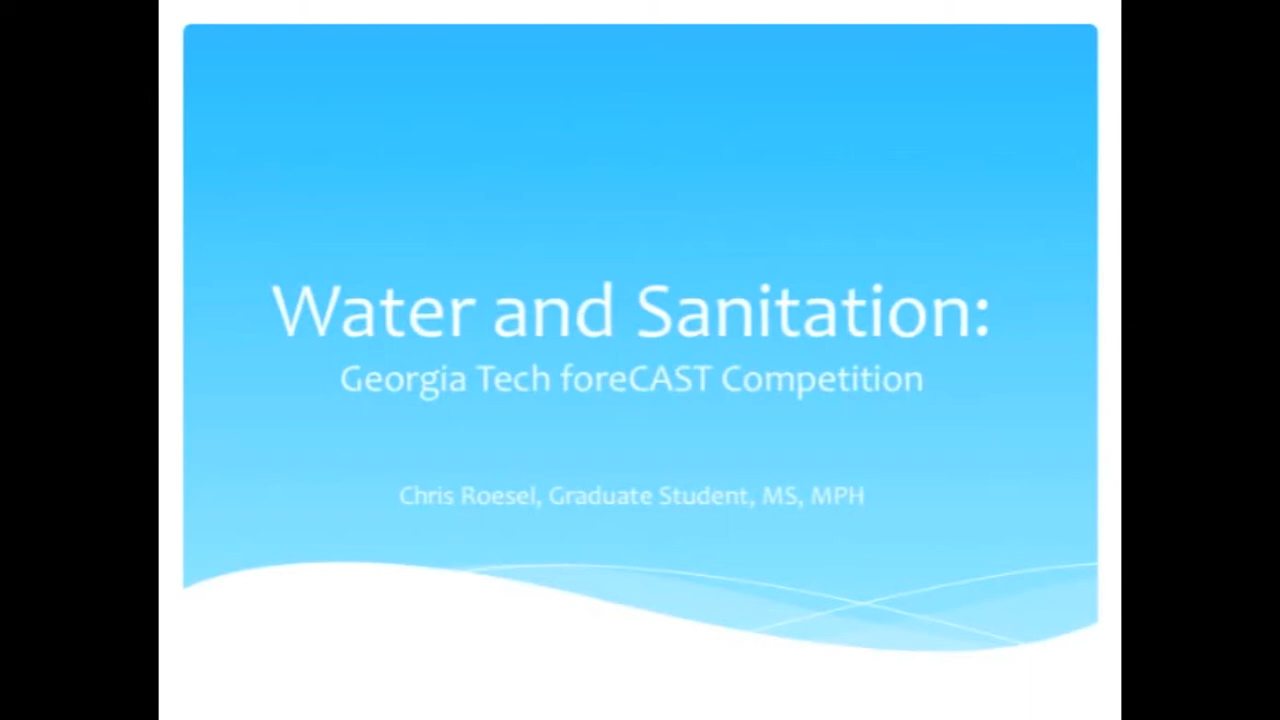 Water and Sanitation:
Georgia Tech foreCAST Competition
Chris Roesel, Graduate Student, MS, MPH